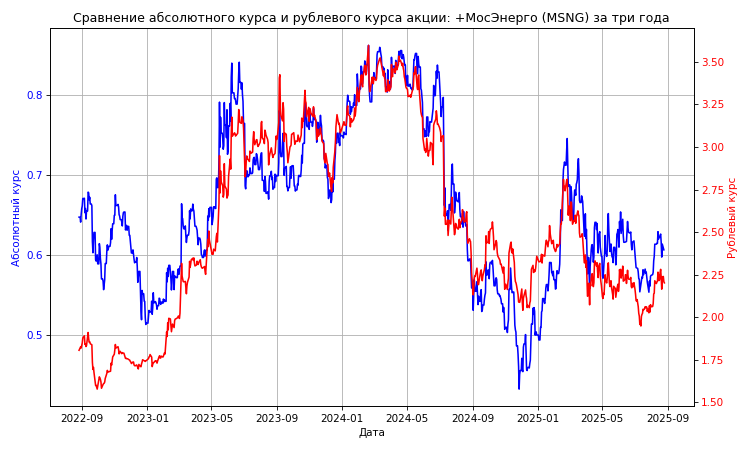 Сравнение абсолютного курса и рублевого курса акции: +МосЭнерго (MSNG) за три года
Абсолютный курс
0.8
0.7
0.6
0.5
3.50
3.25
3.00
2.75
2.50
2.25
2.00
1.75
1.50
Рублевый курс
2022-09 2023-01 2023-05 2023-09 2024-01 2024-05 2024-09 2025-01 2025-05 2025-09
Дата